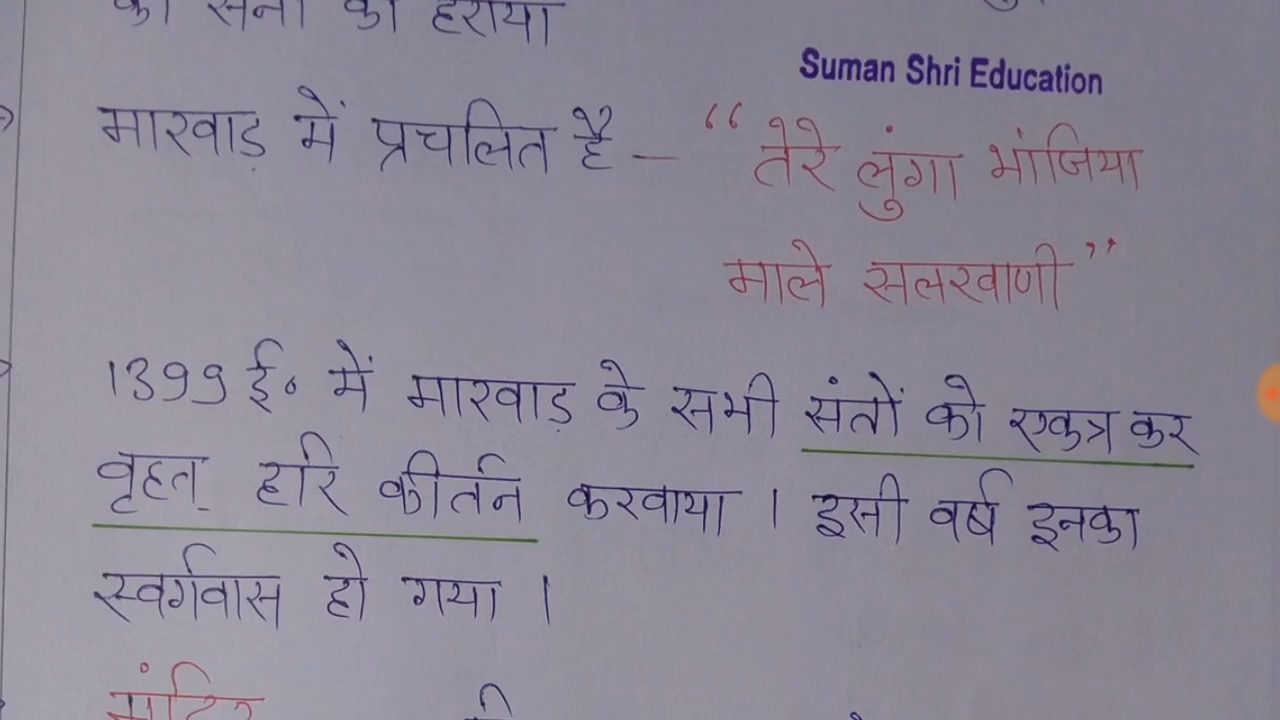 की सेना को हराया
Suman Shri Education
मारवाड़ में प्रचलित है – “ तेरे लुंगा भांजिया
माले सलखाणी ”
1399 ई॰ में मारवाड़ के सभी संतों को एकत्र कर
वृहत् हरि कीर्तन करवाया । इसी वर्ष इनका
स्वर्गवास हो गया ।
मंदिर